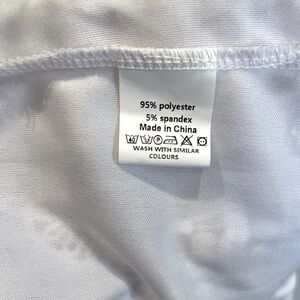 95% polyester
5% spandex
Made in China
WASH WITH SIMILAR
COLOURS